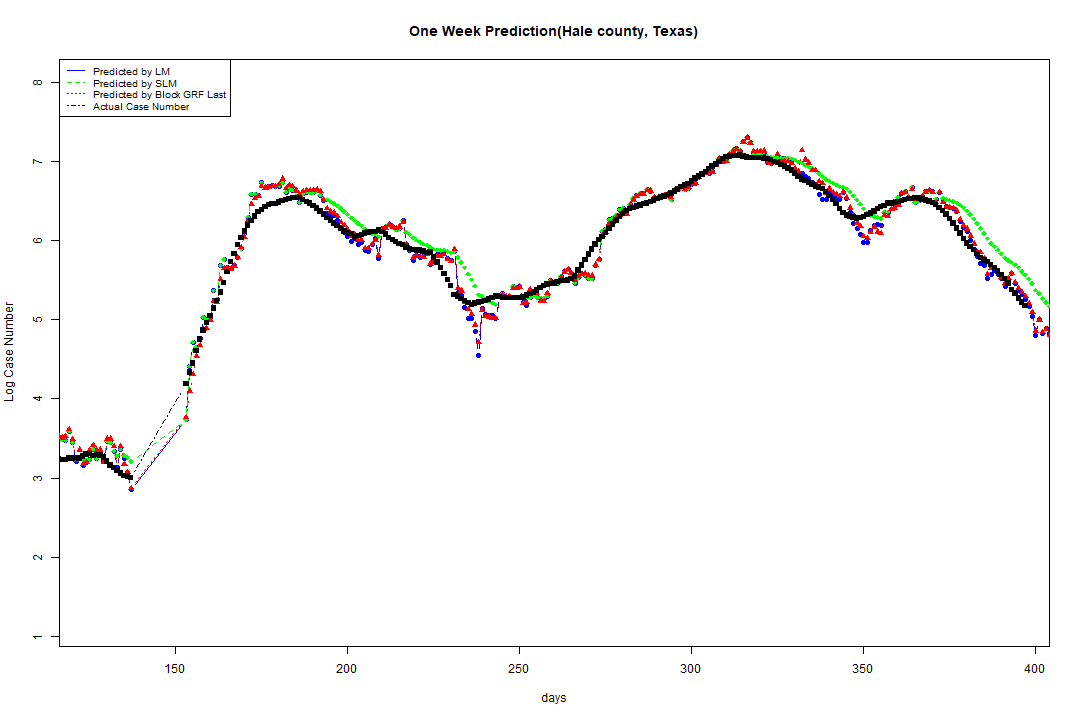 One Week Prediction(Hale county, Texas)
Predicted by LM
Predicted by SLM
Predicted by Block GRF Last
Actual Case Number
8
7
6
5
4
3
2
1
Log Case Number
150 200 250 300 350 400
days